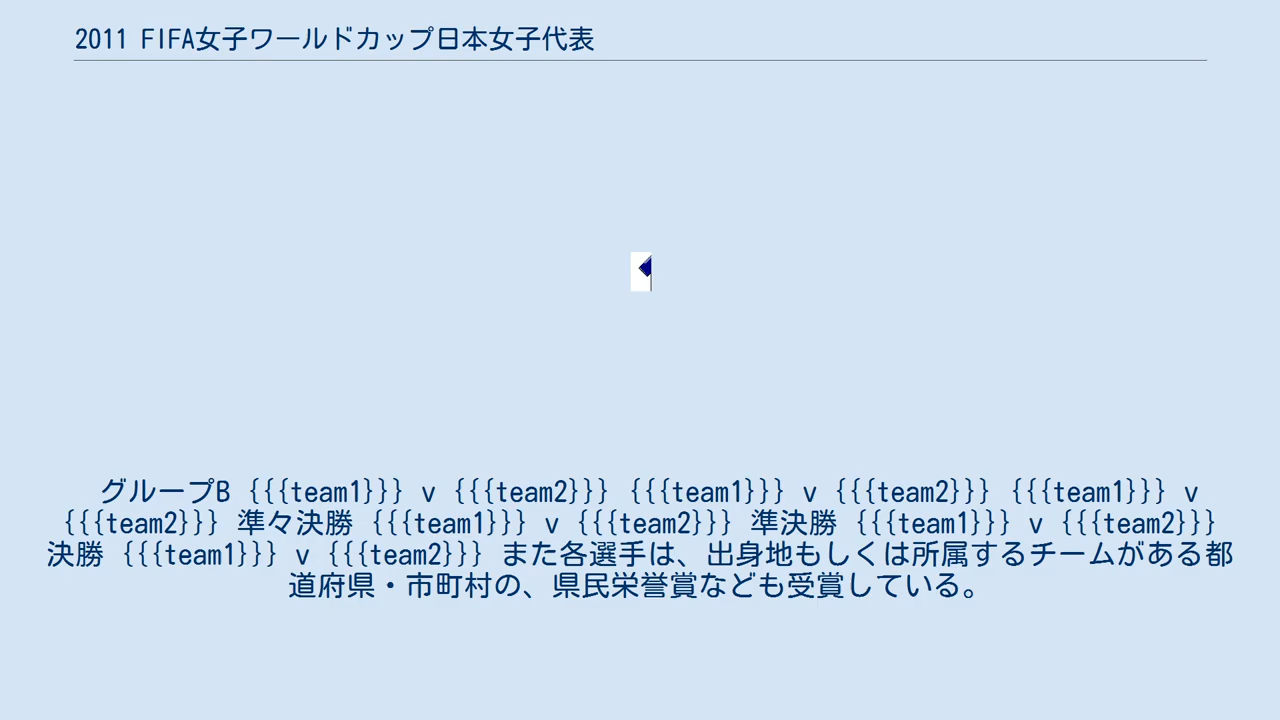 2011 FIFA女子ワールドカップ日本女子代表
グループB {{{team1}}} v {{{team2}}} {{{team1}}} v {{{team2}}} {{{team1}}} v
{{{team2}}} 準々決勝 {{{team1}}} v {{{team2}}} 準決勝 {{{team1}}} v {{{team2}}}
決勝 {{{team1}}} v {{{team2}}} また各選手は、出身地もしくは所属するチームがある都
道府県・市町村の、県民栄誉賞なども受賞している。